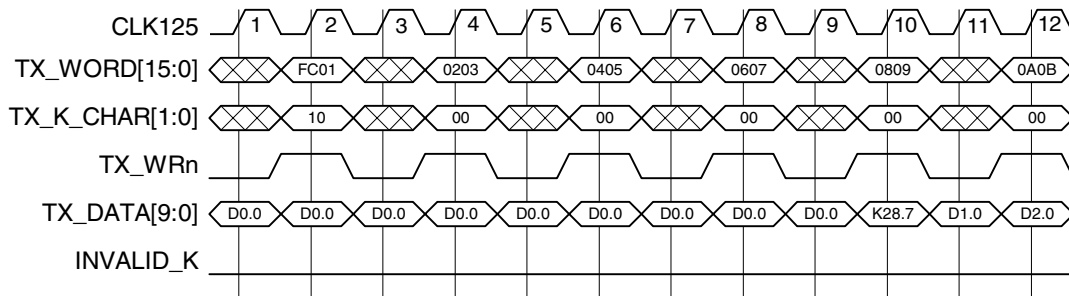 CLK125 1 2 3 4 5 6 7 8 9 10 11 12
TX_WORD[15:0] FC01 0203 0405 0607 0809 0A0B
TX_K_CHAR[1:0] 10 00 00 00 00 00
TX_WRn
TX_DATA[9:0] D0.0 D0.0 D0.0 D0.0 D0.0 D0.0 D0.0 D0.0 D0.0 K28.7 D1.0 D2.0
INVALID_K